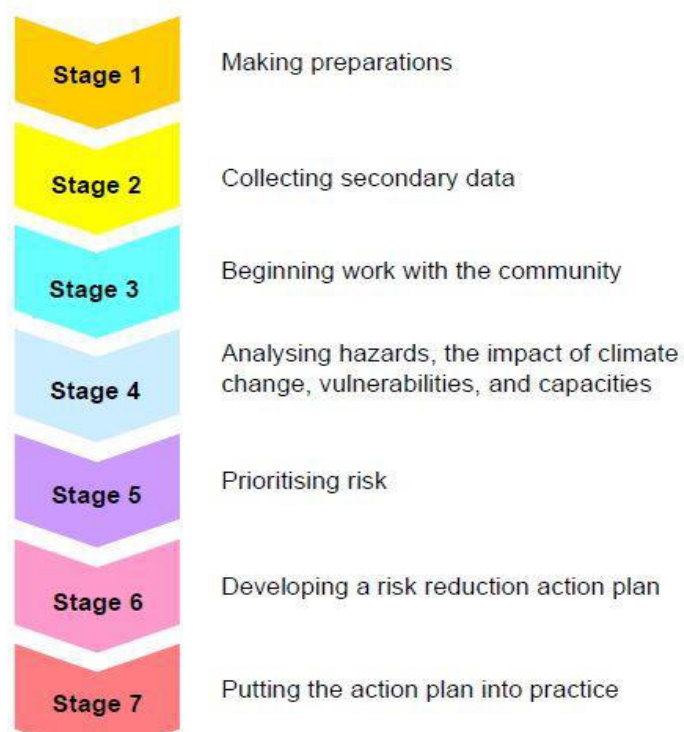 Stage 1
Making preparations
Stage 2
Collecting secondary data
Stage 3
Beginning work with the community
Stage 4
Analysing hazards, the impact of climate
change, vulnerabilities, and capacities
Stage 5
Prioritising risk
Stage 6
Developing a risk reduction action plan
Stage 7
Putting the action plan into practice